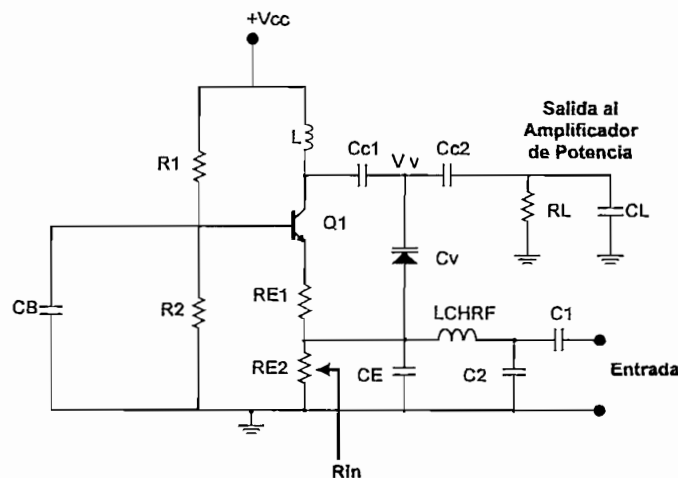 +Vcc
Salida al
Amplificador
de Potencia
L
Cc1
V v
Cc2
R1
Q1
RL
CL
Cv
CB
R2
RE1
LCHRF
C1
RE2
CE
C2
Entrada
Rin